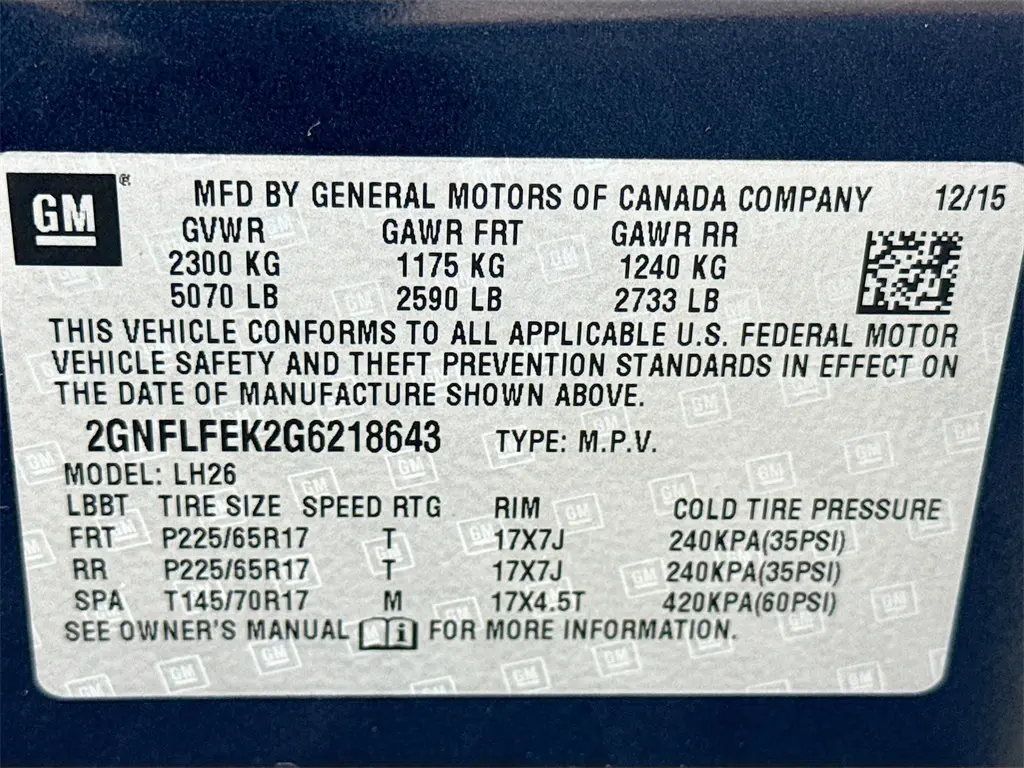 GM ® MFD BY GENERAL MOTORS OF CANADA COMPANY 12/15
GVWR GAWR FRT GAWR RR
2300 KG 1175 KG 1240 KG
5070 LB 2590 LB 2733 LB
THIS VEHICLE CONFORMS TO ALL APPLICABLE U.S. FEDERAL MOTOR
VEHICLE SAFETY AND THEFT PREVENTION STANDARDS IN EFFECT ON
THE DATE OF MANUFACTURE SHOWN ABOVE.
2GNFLFEK2G6218643 TYPE: M.P.V.
MODEL: LH26
LBBT TIRE SIZE SPEED RTG RIM COLD TIRE PRESSURE
FRT P225/65R17 T 17X7J 240KPA(35PSI)
RR P225/65R17 T 17X7J 240KPA(35PSI)
SPA T145/70R17 M 17X4.5T 420KPA(60PSI)
SEE OWNER'S MANUAL i FOR MORE INFORMATION.